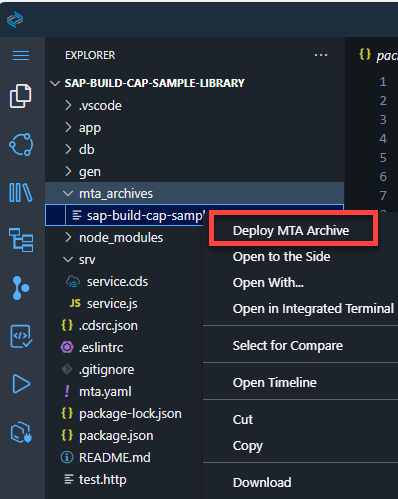 EXPLORER
...
{} pac
SAP-BUILD-CAP-SAMPLE-LIBRARY
.vscode
app
db
gen
mta_archives
sap-build-cap-samp
node_modules
srv
service.cds
JS service.js
{} .cdsrc.json
.eslintrc
.gitignore
! mta.yaml
{} package-lock.json
{} package.json
README.md
test.http
1
2
3
4
5
6
7
Deploy MTA Archive
Open to the Side
Open With...
Open in Integrated Terminal
Select for Compare
Open Timeline
Cut
Copy
Download